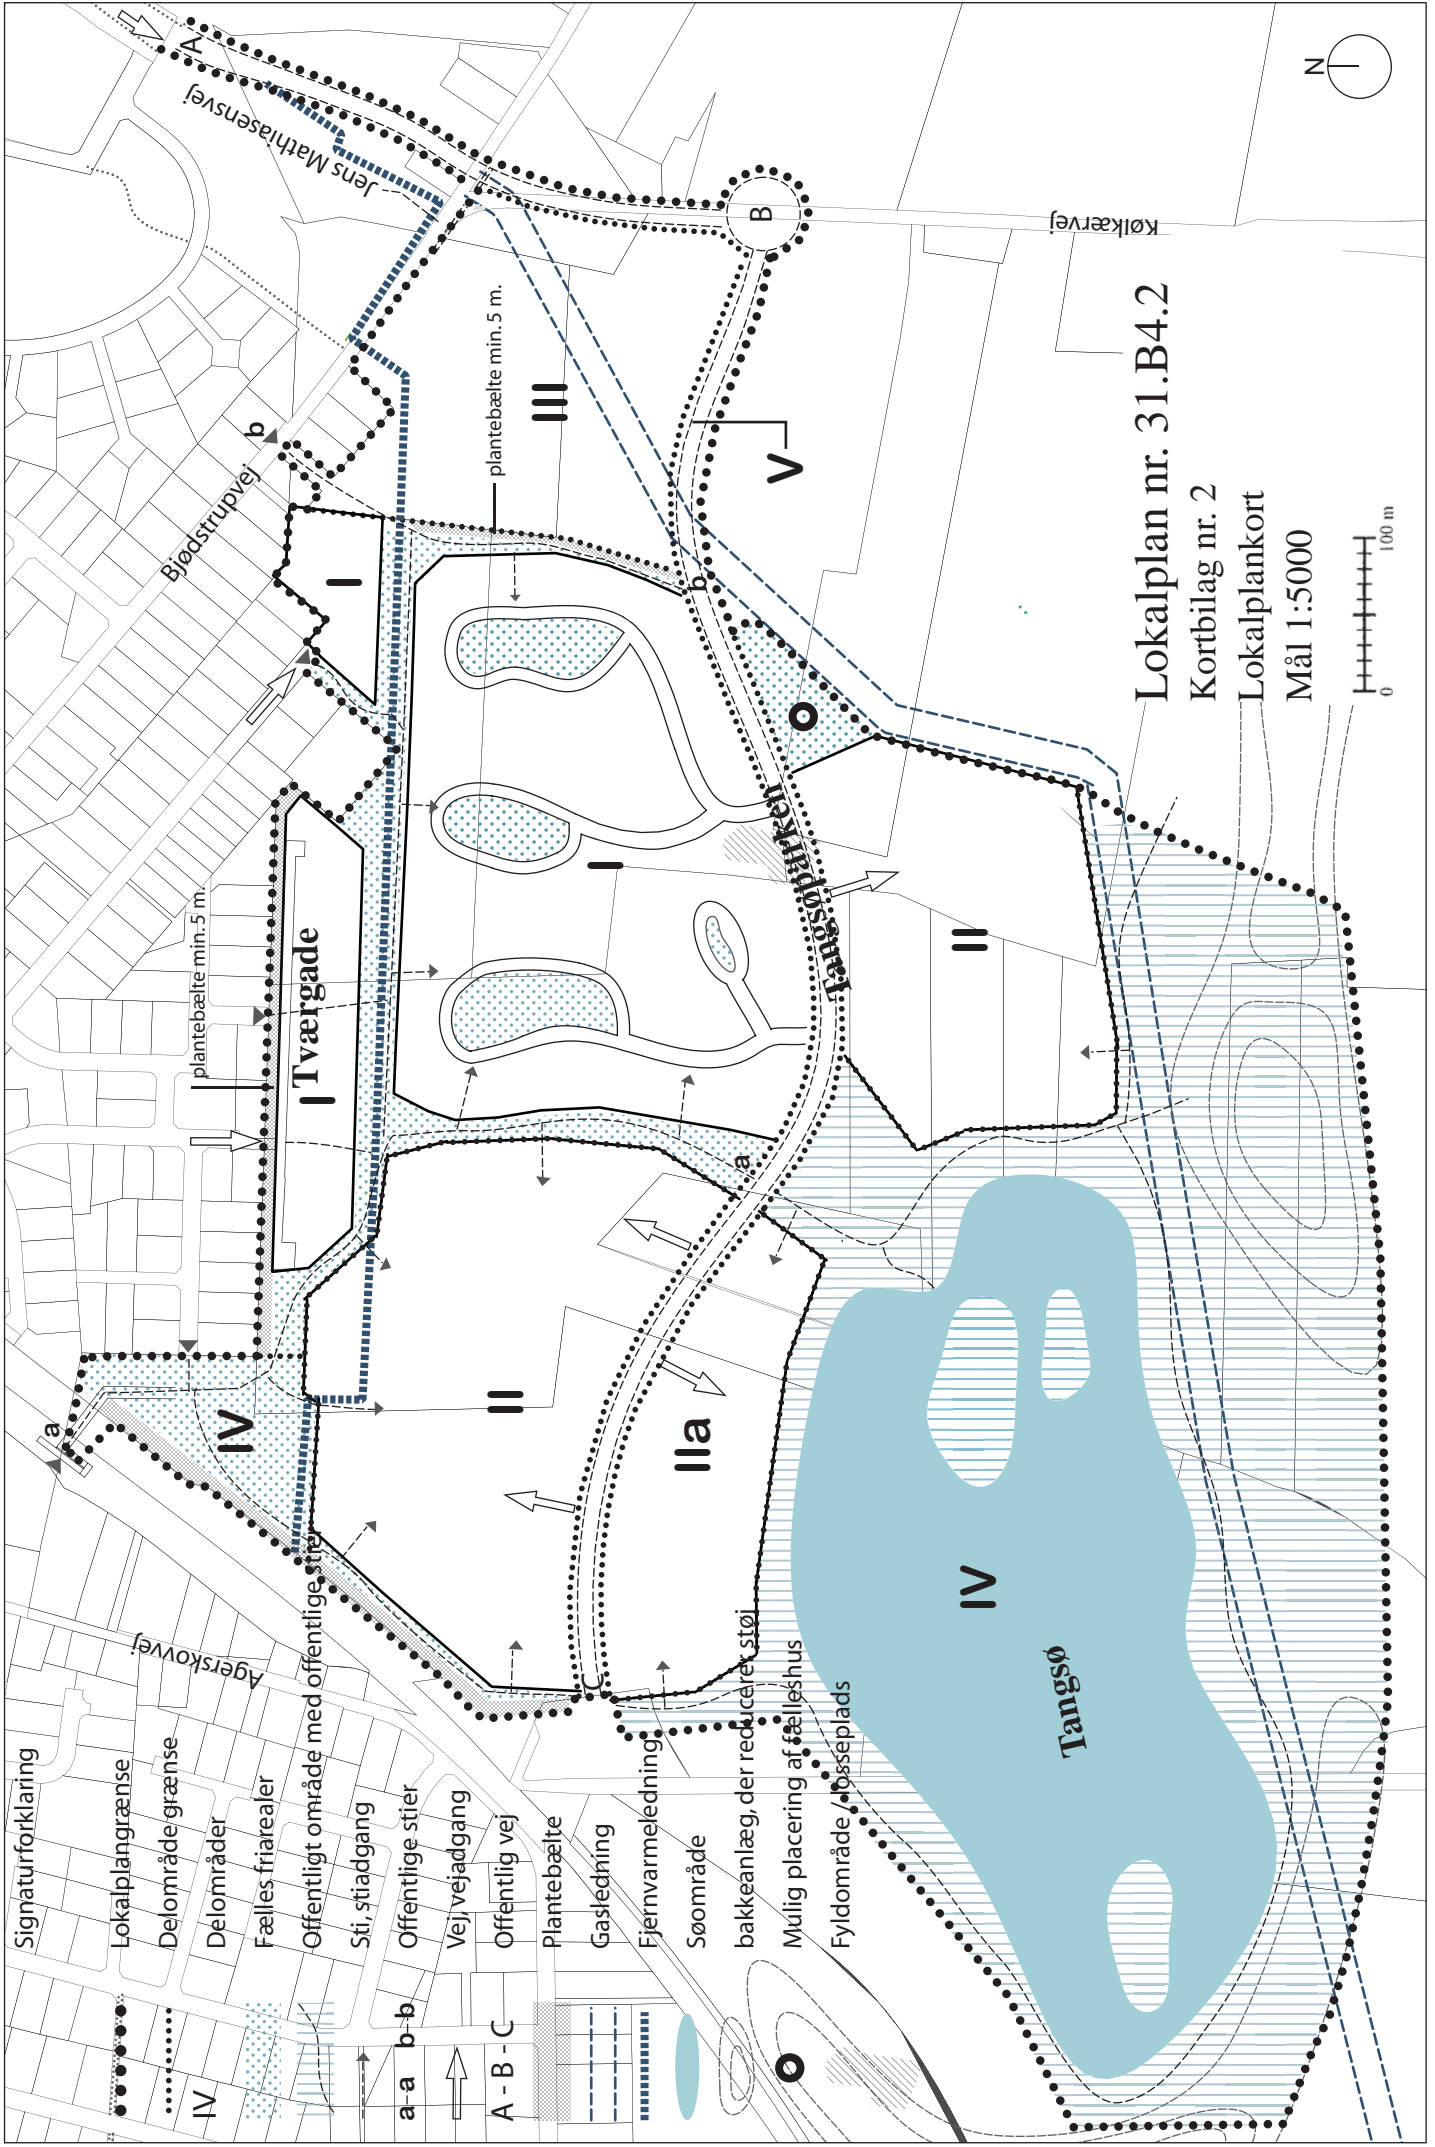 Signaturforklaring
Lokalplangrænse
Delområdegrænse
IV Delområder
Fælles friarealer
Offentligt område med offentlige stier
Sti, stiadgang
a-a b-b Offentlige stier
Vej, vejadgang
A - B - C Offentlig vej
Plantebælte
Gasledning
Fjernvarmeledning
Søområde
bakkeanlæg, der reducerer støj
Mulig placering af fælleshus
Fyldområde / losseplads
Agerskovvej
a
IV
plantebælte min. 5 m.
Tværgade
I
Bjødstrupvej
b
I
Jens Mathiasensvej
A
plantebælte min. 5 m.
III
II
I
a
b
B
V
IIa
C
Tangsøparken
II
IV
Tangsø
Kølkærvej
N
Lokalplan nr. 31.B4.2
Kortbilag nr. 2
Lokalplankort
Mål 1:5000
0 100 m